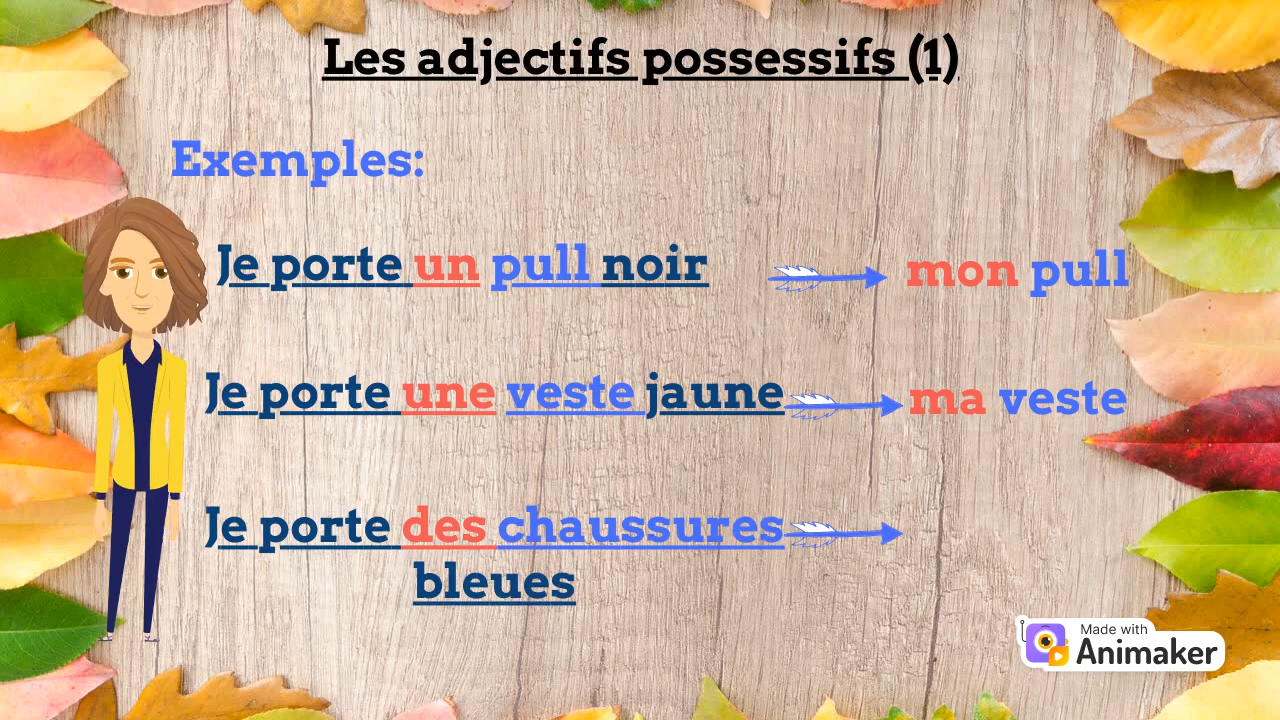 Les adjectifs possessifs (1)
Exemples:
Je porte un pull noir
mon pull
Je porte une veste jaune
ma veste
Je porte des chaussures
bleues
Made with
Animaker